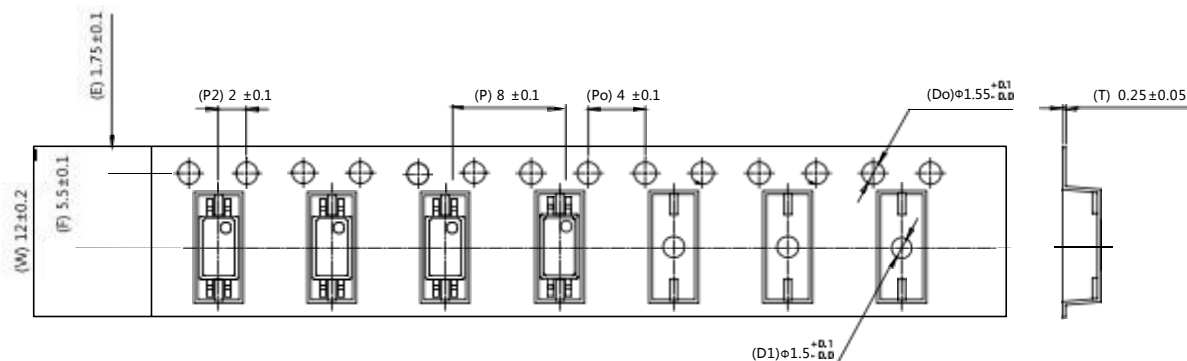 (E) 1.75±0.1
(P2) 2 ±0.1
(P) 8 ±0.1
(Po) 4 ±0.1
(Do)Φ1.55 +0.1 -0.0
(T) 0.25±0.05
(W) 12±0.2
(F) 5.5±0.1
(D1)Φ1.5 +0.1 -0.0